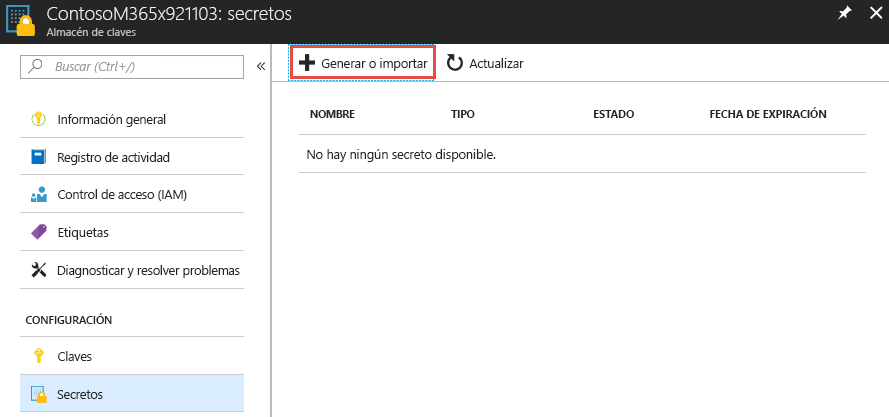 ContosoM365x921103: secretos
Almacén de claves
Buscar (Ctrl+/)
Información general
Registro de actividad
Control de acceso (IAM)
Etiquetas
Diagnosticar y resolver problemas
CONFIGURACIÓN
Claves
Secretos
Generar o importar Actualizar
NOMBRE TIPO ESTADO FECHA DE EXPIRACIÓN
No hay ningún secreto disponible.